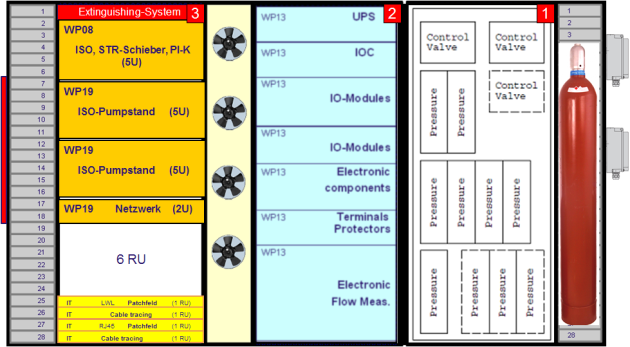 1
2
3
4
5
6
7
8
9
10
11
12
13
14
15
16
17
18
19
20
21
22
23
24
25
26
27
28
Extinguishing-System 3
WP08
ISO, STR-Schieber, PI-K
(5U)
WP19
ISO-Pumpstand (5U)
WP19
ISO-Pumpstand (5U)
WP19 Netzwerk (2U)
6 RU
IT LWL Patchfeld (1 RU)
IT Cable tracing (1 RU)
IT RJ45 Patchfeld (1 RU)
IT Cable tracing (1 RU)
2
WP13 UPS
WP13 IOC
WP13
IO-Modules
WP13
IO-Modules
WP13 Electronic
components
WP13 Terminals
Protectors
WP13
Electronic
Flow Meas.
1
Control
Valve
Control
Valve
Control
Valve
Pressure
Pressure
Pressure
Pressure
Pressure
Pressure
Pressure
Pressure
Pressure
Pressure
1
2
3
28